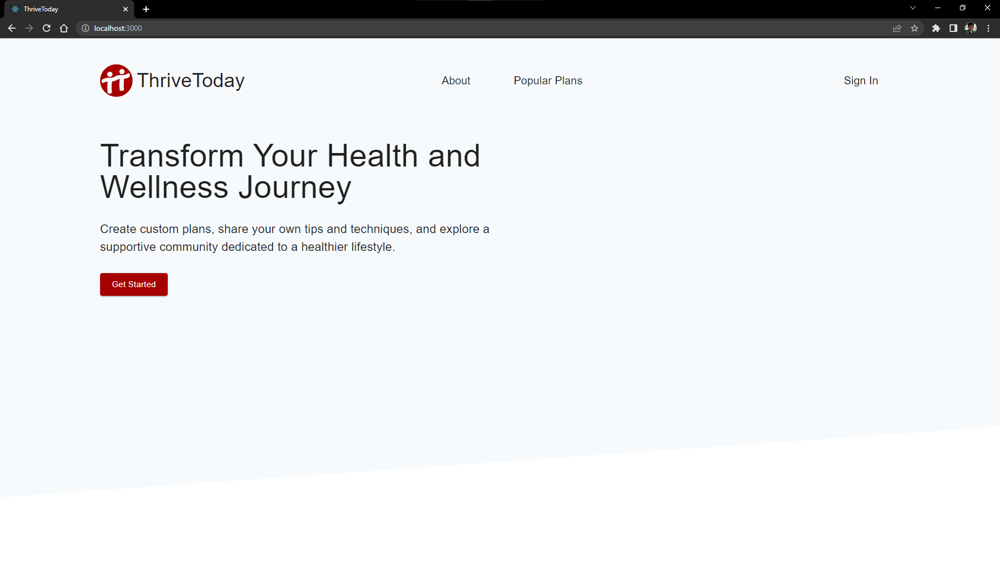 ThriveToday
localhost:3000
ThriveToday
About
Popular Plans
Sign In
Transform Your Health and
Wellness Journey
Create custom plans, share your own tips and techniques, and explore a
supportive community dedicated to a healthier lifestyle.
Get Started